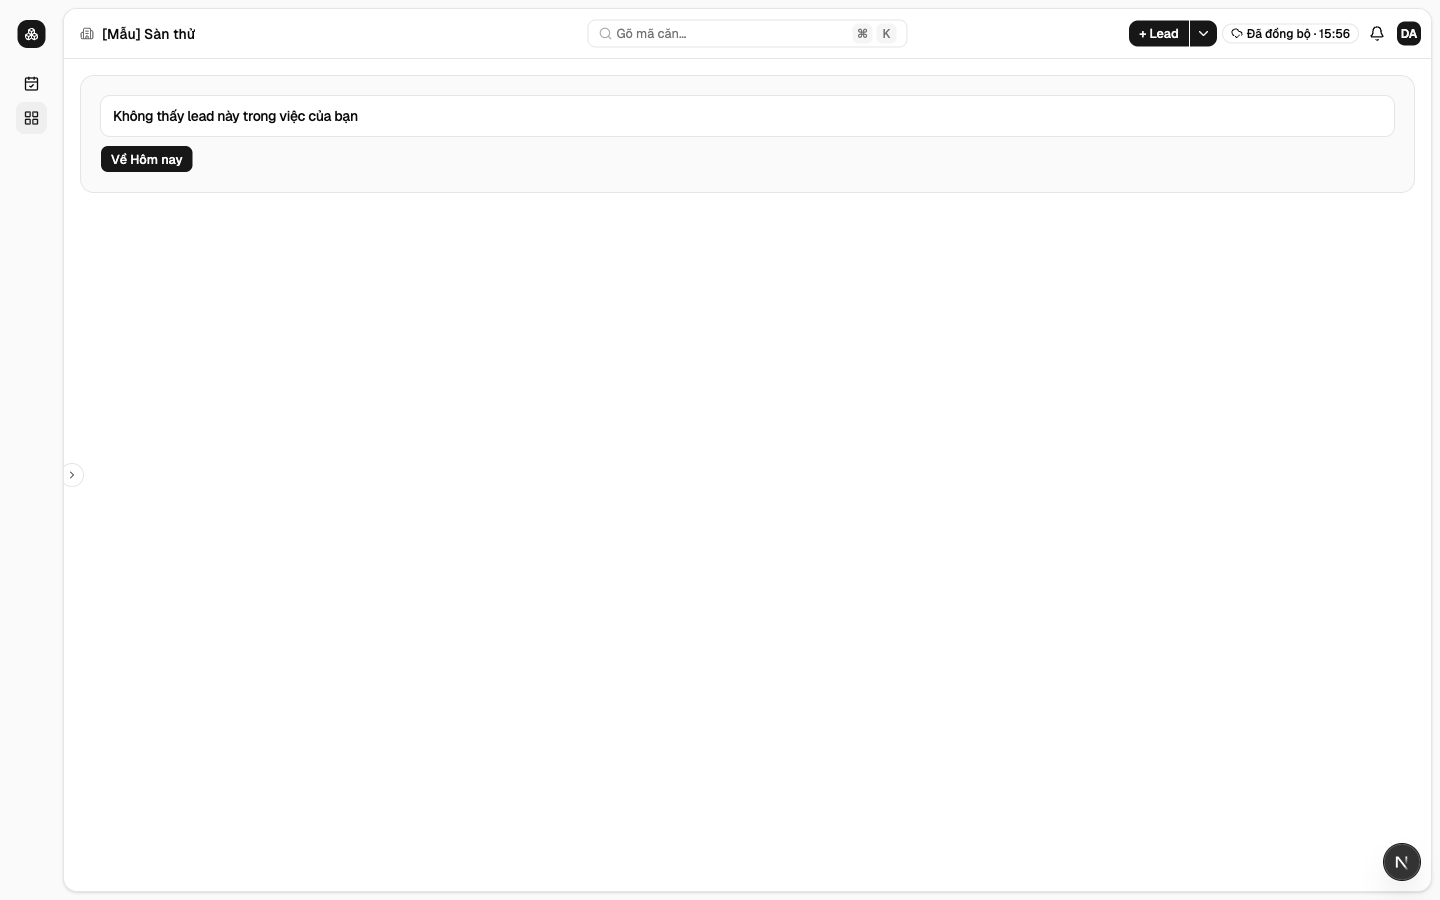 [Mẫu] Sàn thử
Gõ mã căn...
⌘ K
+ Lead
Đã đồng bộ · 15:56
DA
Không thấy lead này trong việc của bạn
Về Hôm nay
N